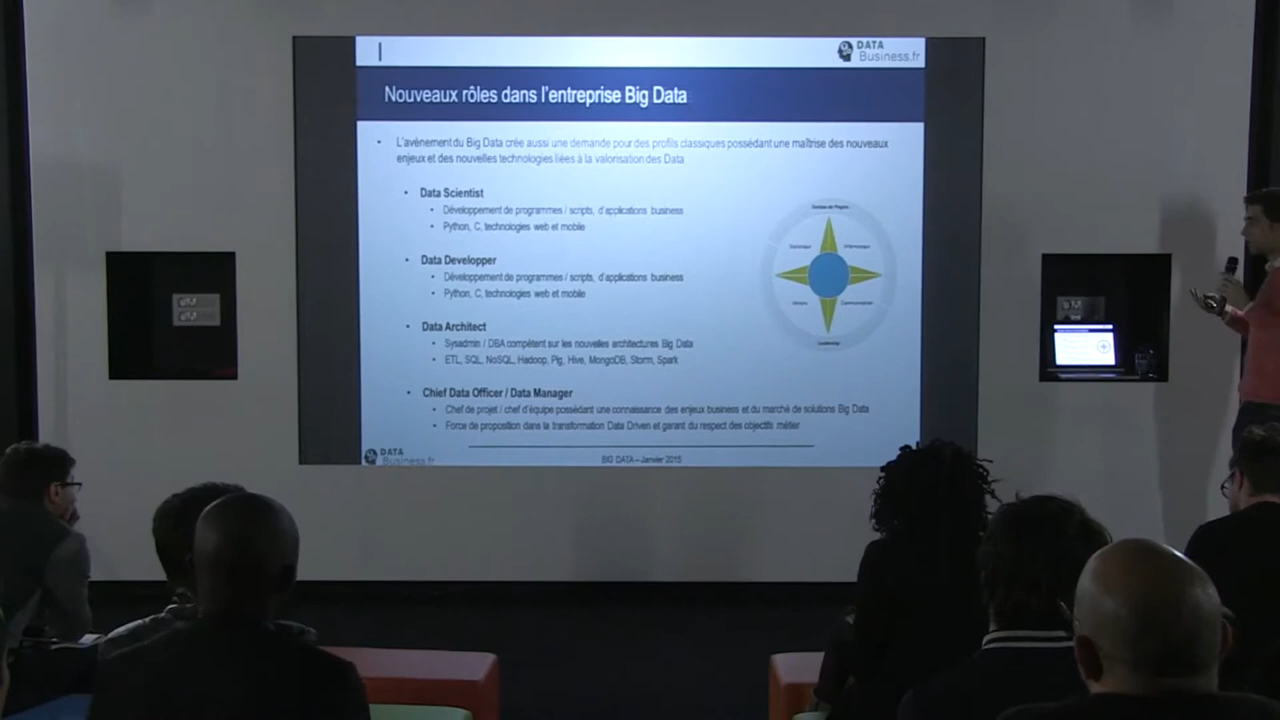 DATA
Business.fr
Nouveaux rôles dans l'entreprise Big Data
• L'avènement du Big Data crée aussi une demande pour des profils classiques possédant une maîtrise des nouveaux
enjeux et des nouvelles technologies liées à la valorisation des Data
• Data Scientist
• Développement de programmes / scripts, d'applications business
• Python, C, technologies web et mobile
• Data Developper
• Développement de programmes / scripts, d'applications business
• Python, C, technologies web et mobile
• Data Architect
• Sysadmin / DBA compétent sur les nouvelles architectures Big Data
• ETL, SQL, NoSQL, Hadoop, Pig, Hive, MongoDB, Storm, Spark
• Chief Data Officer / Data Manager
• Chef de projet / chef d'équipe possédant une connaissance des enjeux business et du marché de solutions Big Data
• Force de proposition dans la transformation Data Driven et garant du respect des objectifs métier
Gestion de Projets
Informatique
Communication
Leadership
DATA
Business.fr
BIG DATA – Janvier 2015